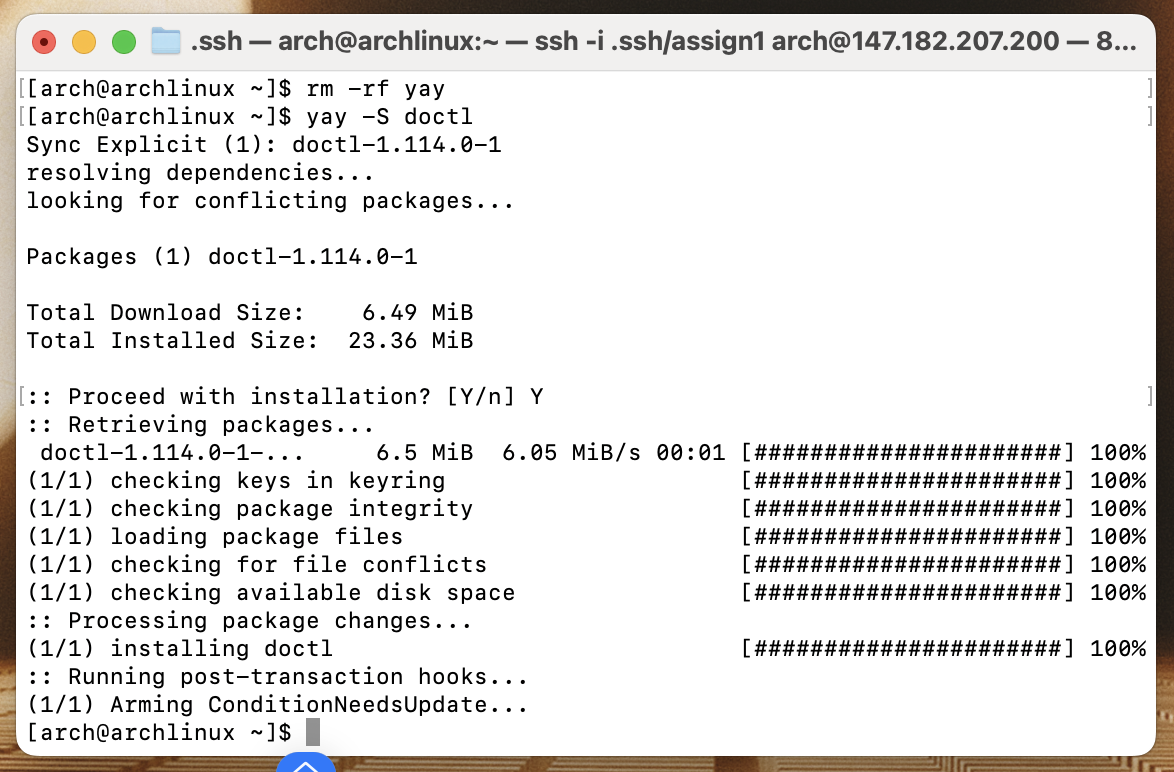 .ssh — arch@archlinux:~ — ssh -i .ssh/assign1 arch@147.182.207.200 — 8...
[[arch@archlinux ~]$ rm -rf yay ]
[[arch@archlinux ~]$ yay -S doctl ]
Sync Explicit (1): doctl-1.114.0-1
resolving dependencies...
looking for conflicting packages...
Packages (1) doctl-1.114.0-1
Total Download Size:    6.49 MiB
Total Installed Size:  23.36 MiB
[:: Proceed with installation? [Y/n] Y ]
:: Retrieving packages...
 doctl-1.114.0-1-...     6.5 MiB  6.05 MiB/s 00:01 [######################] 100%
(1/1) checking keys in keyring                     [######################] 100%
(1/1) checking package integrity                   [######################] 100%
(1/1) loading package files                        [######################] 100%
(1/1) checking for file conflicts                  [######################] 100%
(1/1) checking available disk space                [######################] 100%
:: Processing package changes...
(1/1) installing doctl                             [######################] 100%
:: Running post-transaction hooks...
(1/1) Arming ConditionNeedsUpdate...
[arch@archlinux ~]$